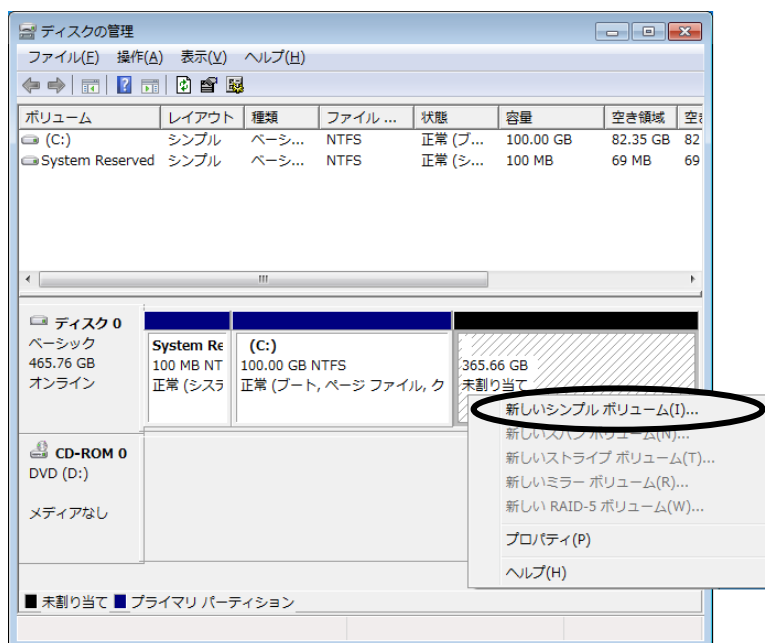 ディスクの管理
ファイル(F) 操作(A) 表示(V) ヘルプ(H)
ボリューム レイアウト 種類 ファイル ... 状態 容量 空き領域 空き
(C:) シンプル ベーシ... NTFS 正常 (ブ... 100.00 GB 82.35 GB 82
System Reserved シンプル ベーシ... NTFS 正常 (シ... 100 MB 69 MB 69
ディスク 0
ベーシック
465.76 GB
オンライン
System Re
100 MB NT
正常 (システ
(C:)
100.00 GB NTFS
正常 (ブート, ページ ファイル, ク
365.66 GB
未割り当て
新しいシンプル ボリューム(I)...
新しいスパン ボリューム(N)...
新しいストライプ ボリューム(T)...
新しいミラー ボリューム(R)...
新しい RAID-5 ボリューム(W)...
プロパティ(P)
ヘルプ(H)
CD-ROM 0
DVD (D:)
メディアなし
未割り当て プライマリ パーティション